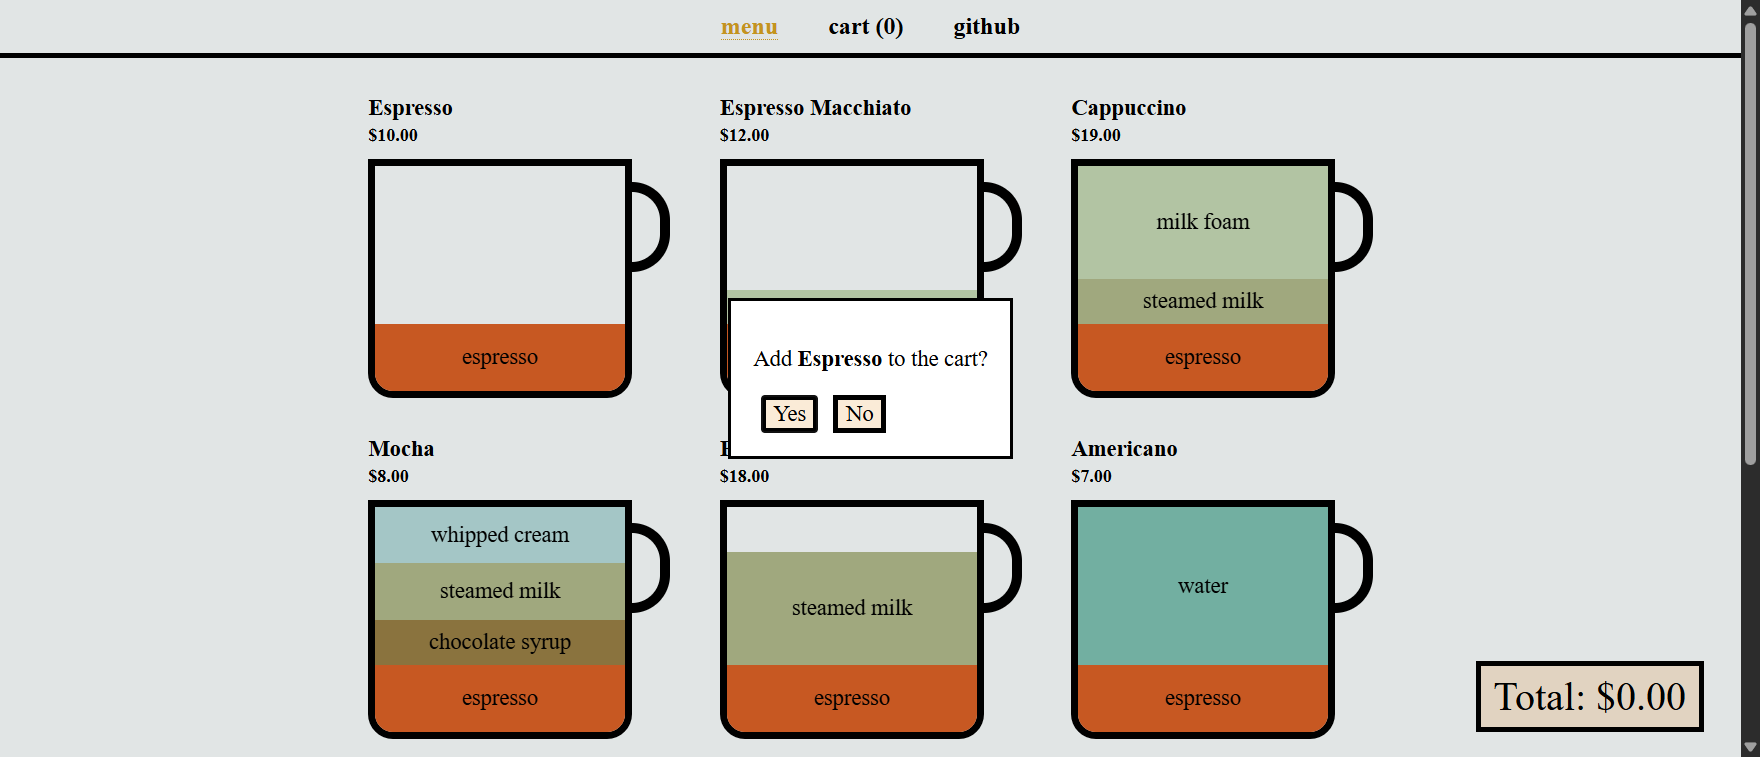 menu cart (0) github
Espresso Espresso Macchiato Cappuccino
$10.00 $12.00 $19.00
milk foam
steamed milk
espresso espresso
Add Espresso to the cart?
Yes No
Mocha Americano
$8.00 $18.00 $7.00
whipped cream
steamed milk
chocolate syrup
espresso
steamed milk
espresso
water
espresso
Total: $0.00